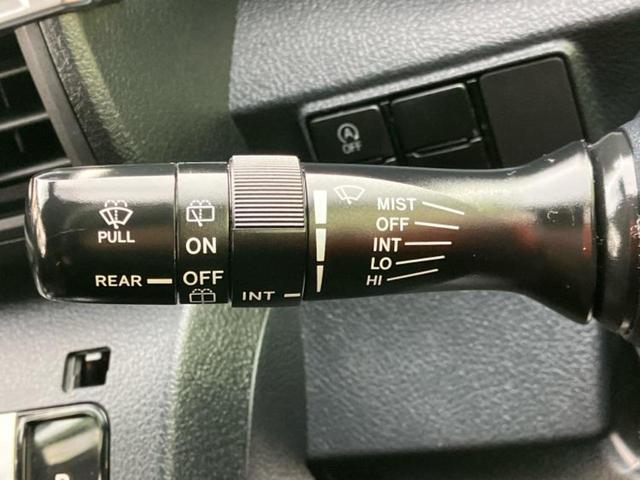 A
OFF
PULL
REAR
ON
OFF
INT
MIST
OFF
INT
LO
HI